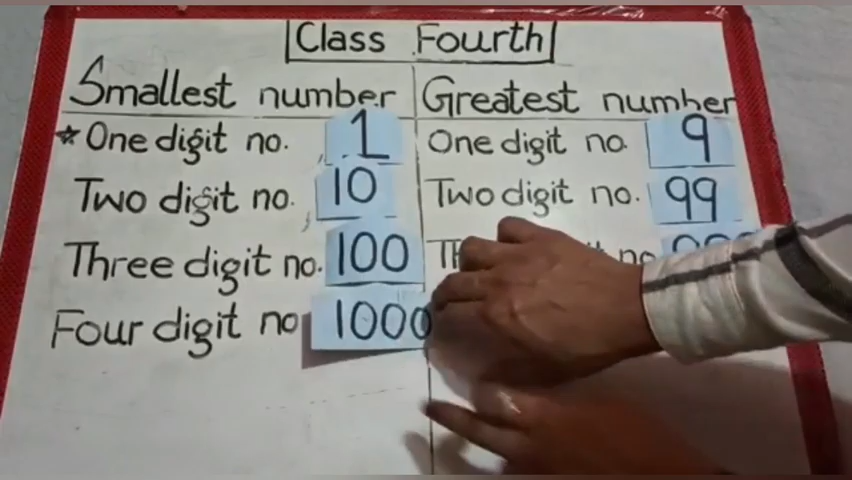 Class Fourth
Smallest number
Greatest number
* One digit no. 1
One digit no. 9
Two digit no. 10
Two digit no. 99
Three digit no. 100
no
Four digit no 1000